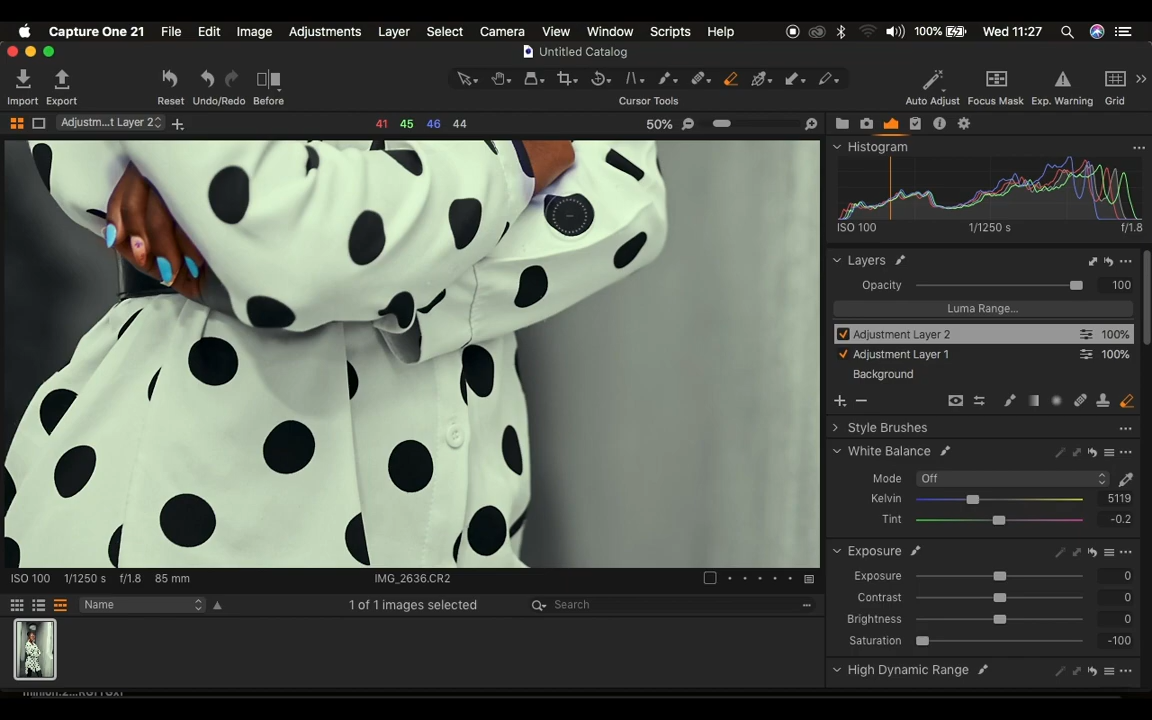 Capture One 21 File Edit Image Adjustments Layer Select Camera View Window Scripts Help 100% Wed 11:27
Untitled Catalog
Import Export Reset Undo/Redo Before Cursor Tools Auto Adjust Focus Mask Exp. Warning Grid
Adjustm...t Layer 2 41 45 46 44 50%
Histogram
ISO 100 1/1250 s f/1.8
Layers
Opacity 100
Luma Range...
Adjustment Layer 2 100%
Adjustment Layer 1 100%
Background
Style Brushes
White Balance
Mode Off
Kelvin 5119
Tint -0.2
Exposure
Exposure 0
Contrast 0
Brightness 0
Saturation -100
High Dynamic Range
ISO 100 1/1250 s f/1.8 85 mm IMG_2636.CR2
Name 1 of 1 images selected Search